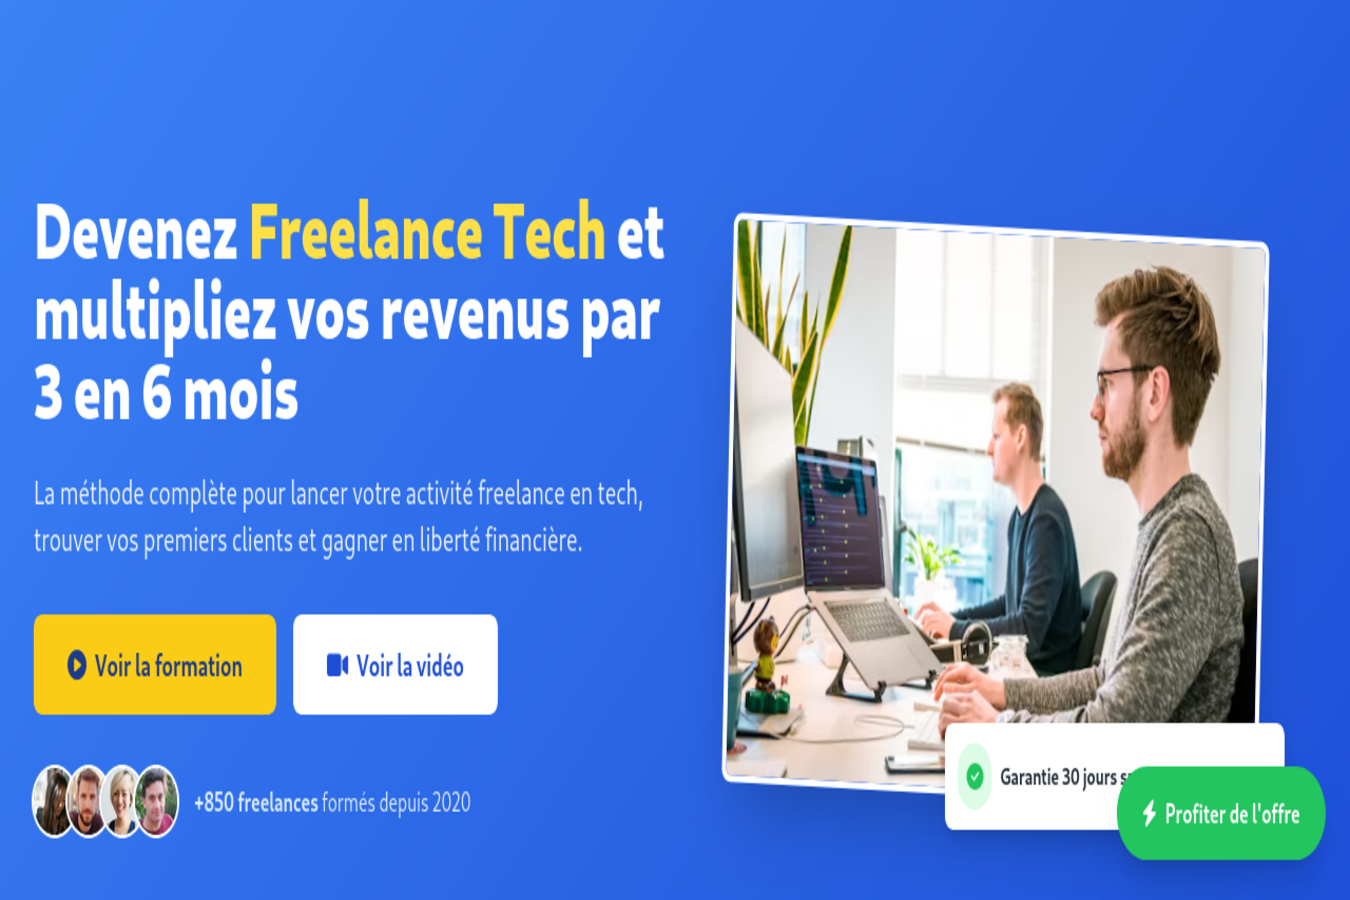 Devenez Freelance Tech et
multipliez vos revenus par
3 en 6 mois
La méthode complète pour lancer votre activité freelance en tech,
trouver vos premiers clients et gagner en liberté financière.
Voir la formation
Voir la vidéo
+850 freelances formés depuis 2020
Garantie 30 jours
Profiter de l'offre